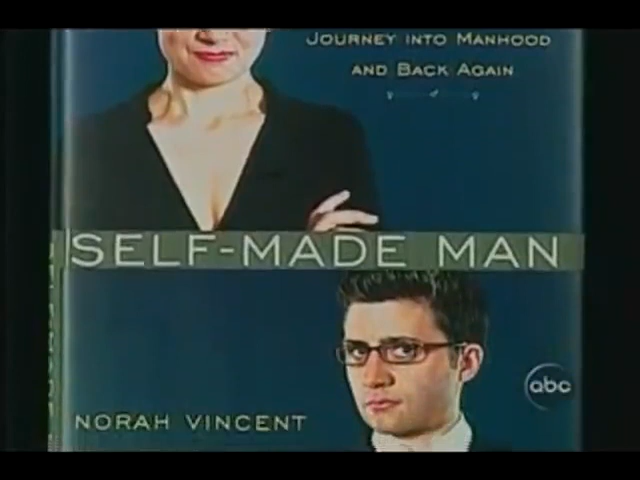 JOURNEY INTO MANHOOD
AND BACK AGAIN
SELF-MADE MAN
NORAH VINCENT
abc